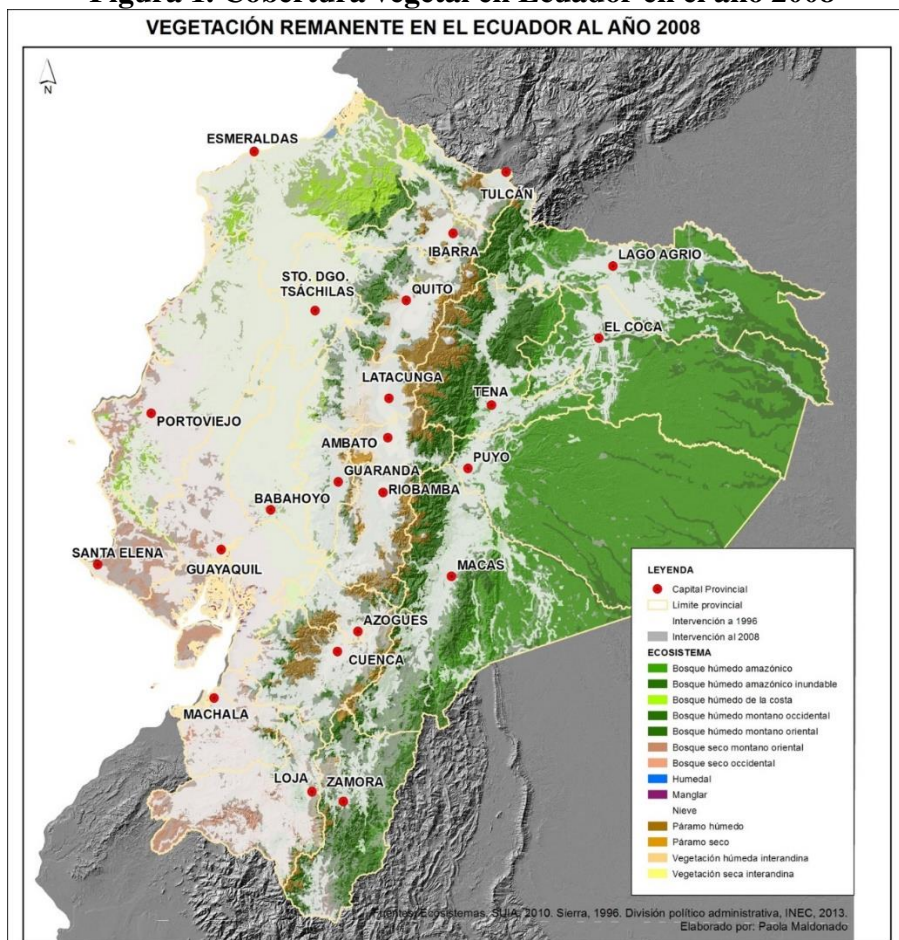 Figura 1. Cobertura vegetal en Ecuador en el año 2008
VEGETACIÓN REMANENTE EN EL ECUADOR AL AÑO 2008
N
ESMERALDAS
TULCÁN
IBARRA
LAGO AGRIO
STO. DGO.
TSÁCHILAS
QUITO
EL COCA
LATACUNGA
TENA
PORTOVIEJO
AMBATO
PUYO
GUARANDA
RIOBAMBA
BABAHOYO
SANTA ELENA
GUAYAQUIL
MACAS
AZOGUES
CUENCA
MACHALA
LOJA
ZAMORA
LEYENDA
Capital Provincial
Límite provincial
Intervención a 1996
Intervención al 2008
ECOSISTEMA
Bosque húmedo amazónico
Bosque húmedo amazónico inundable
Bosque húmedo de la costa
Bosque húmedo montano occidental
Bosque húmedo montano oriental
Bosque seco montano oriental
Bosque seco occidental
Humedal
Manglar
Nieve
Páramo húmedo
Páramo seco
Vegetación húmeda interandina
Vegetación seca interandina
Fuentes: Ecosistemas, SUIA, 2010. Sierra, 1996. División político administrativa, INEC, 2013.
Elaborado por: Paola Maldonado